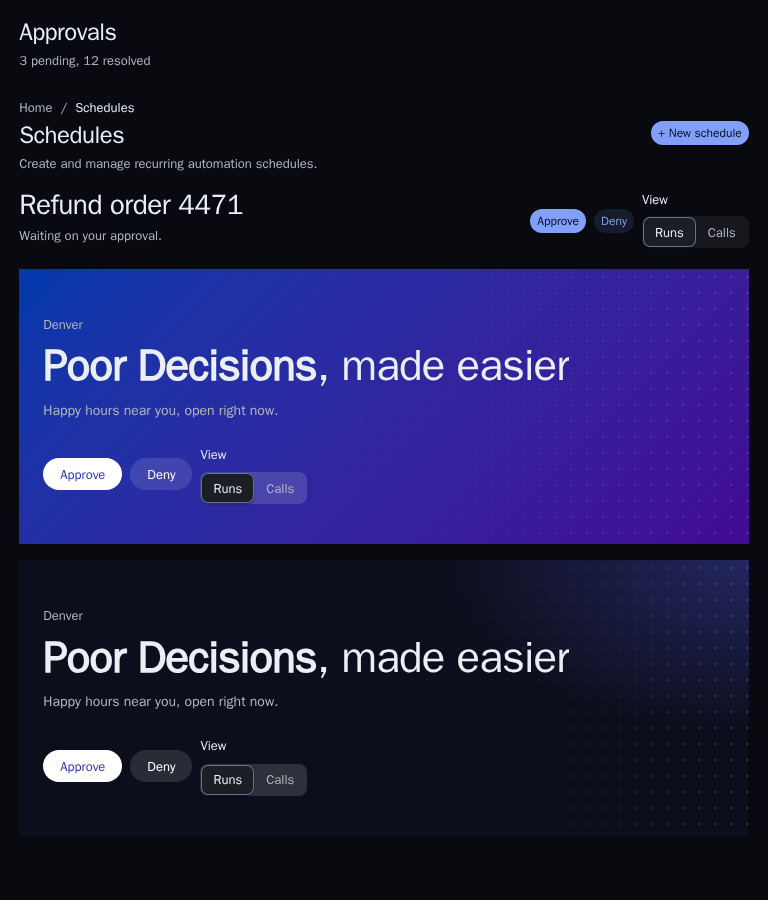 Approvals
3 pending, 12 resolved
Home / Schedules
Schedules
+ New schedule
Create and manage recurring automation schedules.
Refund order 4471
Waiting on your approval.
Approve Deny
View
Runs Calls
Denver
Poor Decisions, made easier
Happy hours near you, open right now.
Approve Deny
View
Runs Calls
Denver
Poor Decisions, made easier
Happy hours near you, open right now.
Approve Deny
View
Runs Calls